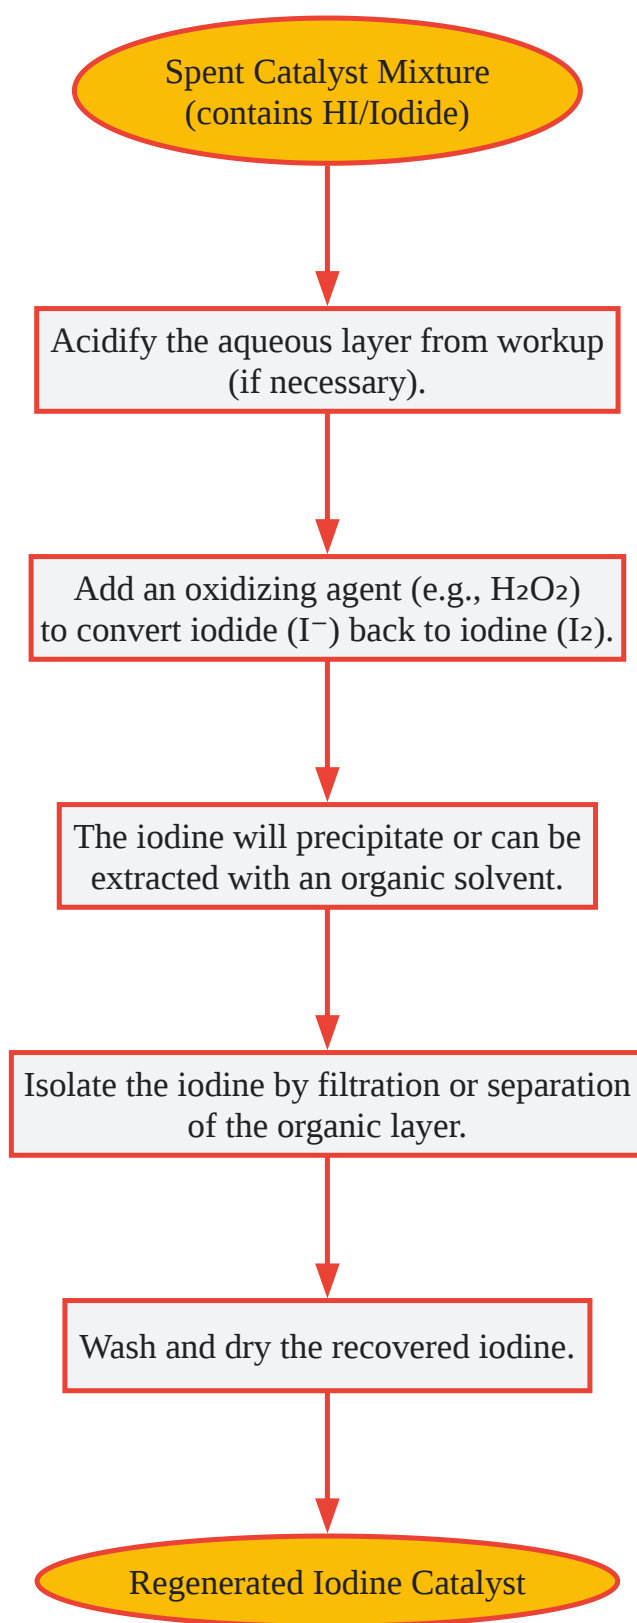 Spent Catalyst Mixture
(contains HI/Iodide)
Acidify the aqueous layer from workup
(if necessary).
Add an oxidizing agent (e.g., H₂O₂)
to convert iodide (I⁻) back to iodine (I₂).
The iodine will precipitate or can be
extracted with an organic solvent.
Isolate the iodine by filtration or separation
of the organic layer.
Wash and dry the recovered iodine.
Regenerated Iodine Catalyst